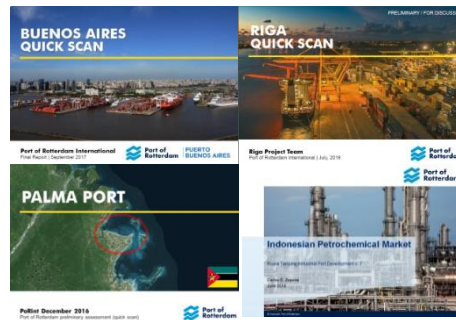 BUENOS AIRES
QUICK SCAN
Port of Rotterdam International
Final Report | September 2017
Port of
Rotterdam
PUERTO
BUENOS AIRES
PRELIMINARY / FOR DISCUSS
RIGA
QUICK SCAN
Riga Project Team
Port of Rotterdam International | July, 2019
Port of
Rotterdam
PALMA PORT
PoRint December 2016
Port of Rotterdam preliminary assessment (quick scan)
Port of
Rotterdam
Port of
Rotterdam
Indonesian Petrochemical Market